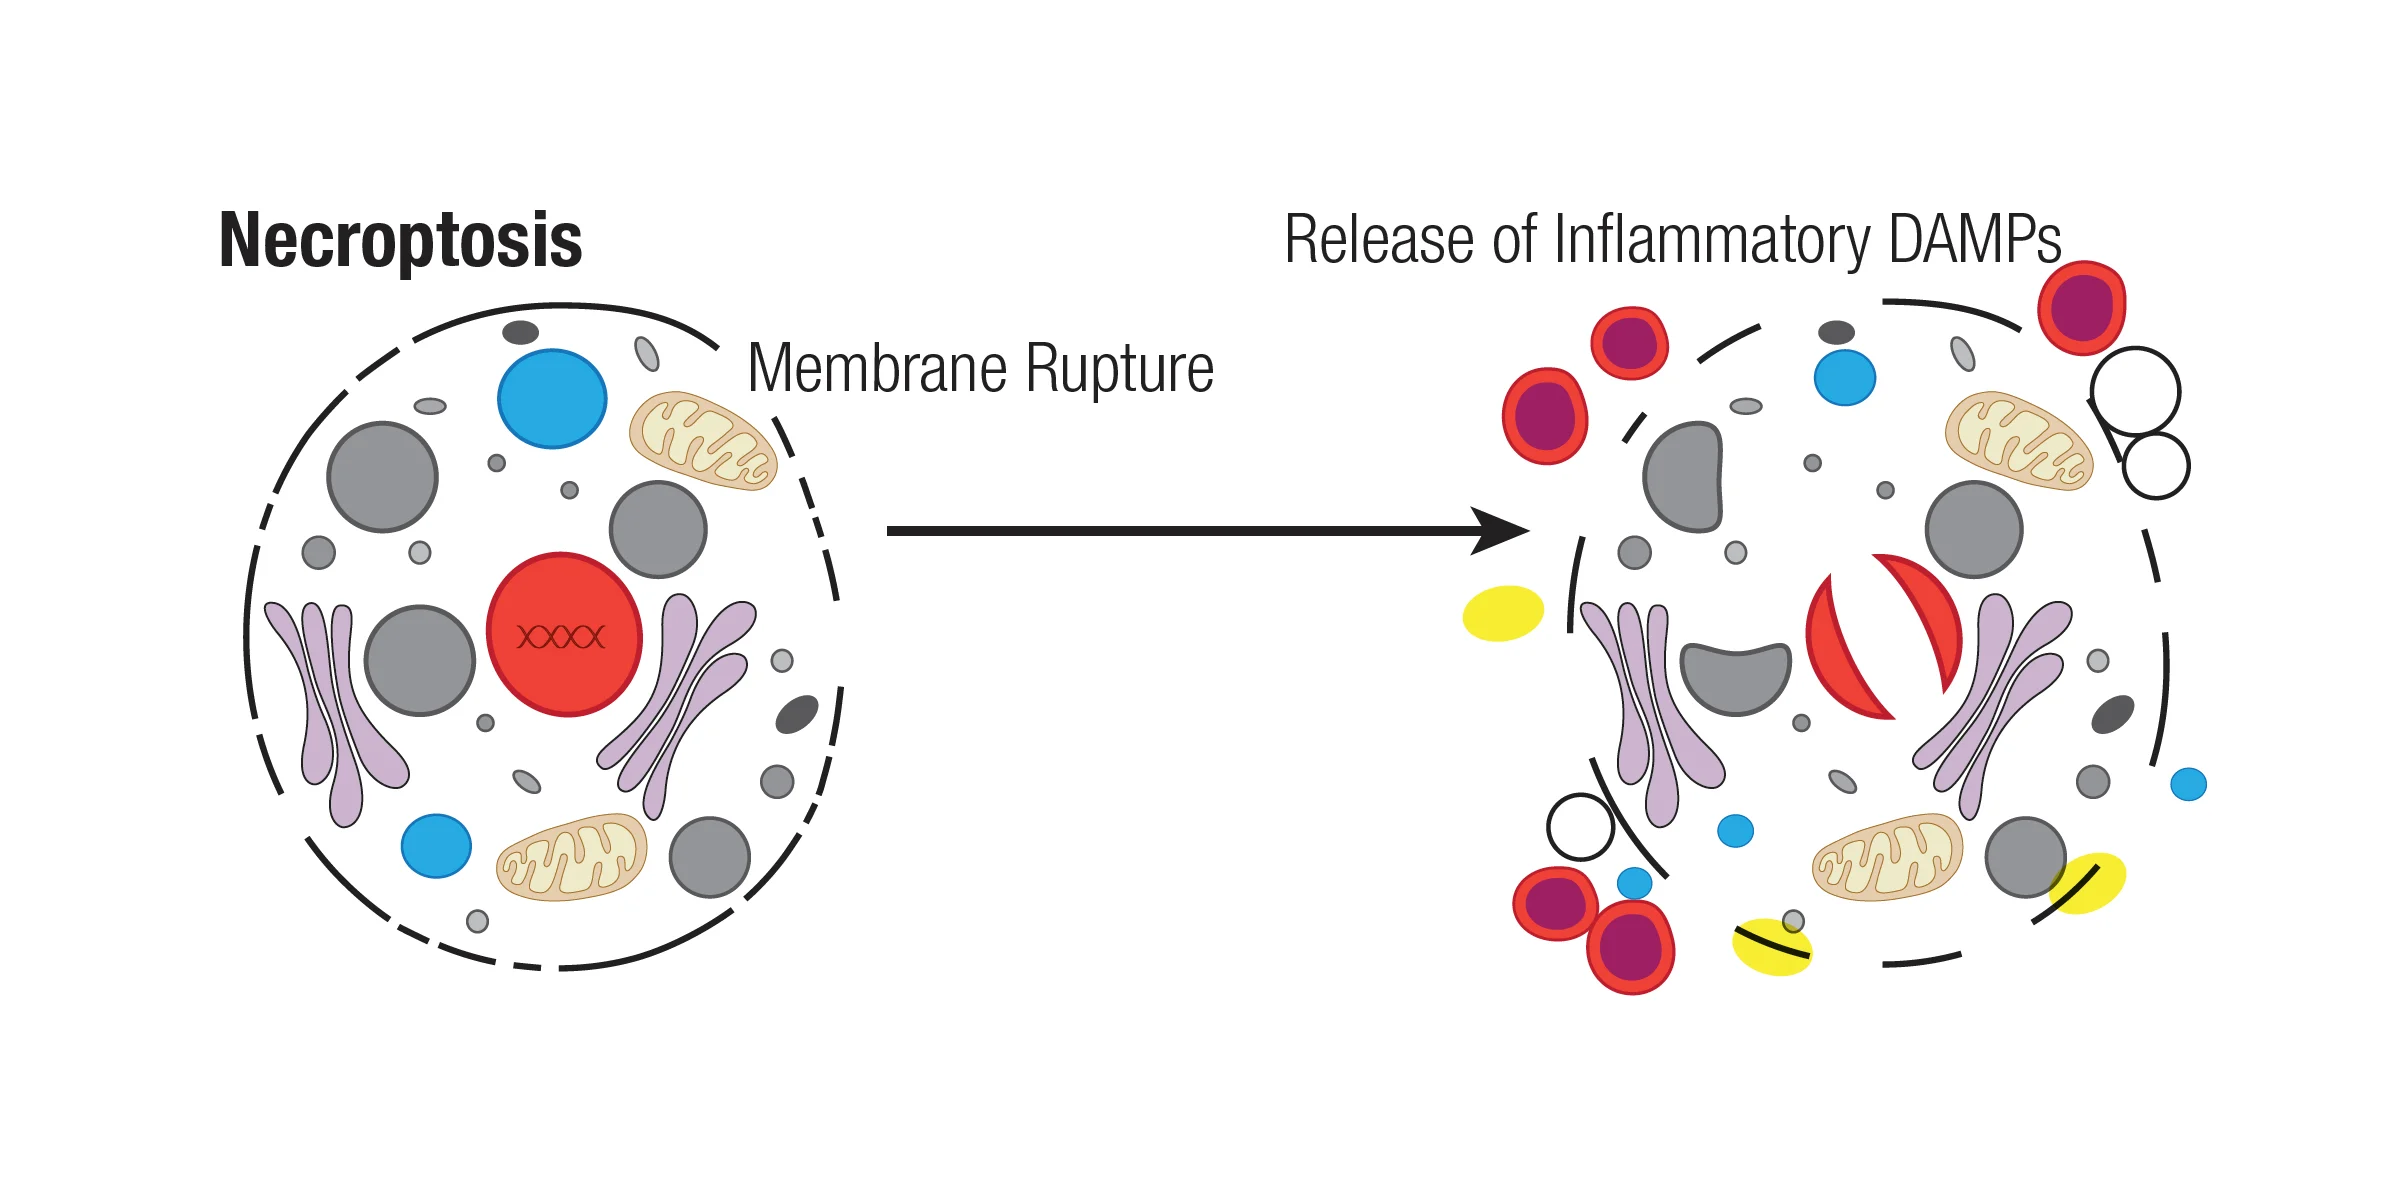 Necroptosis
Release of Inflammatory DAMPs
Membrane Rupture